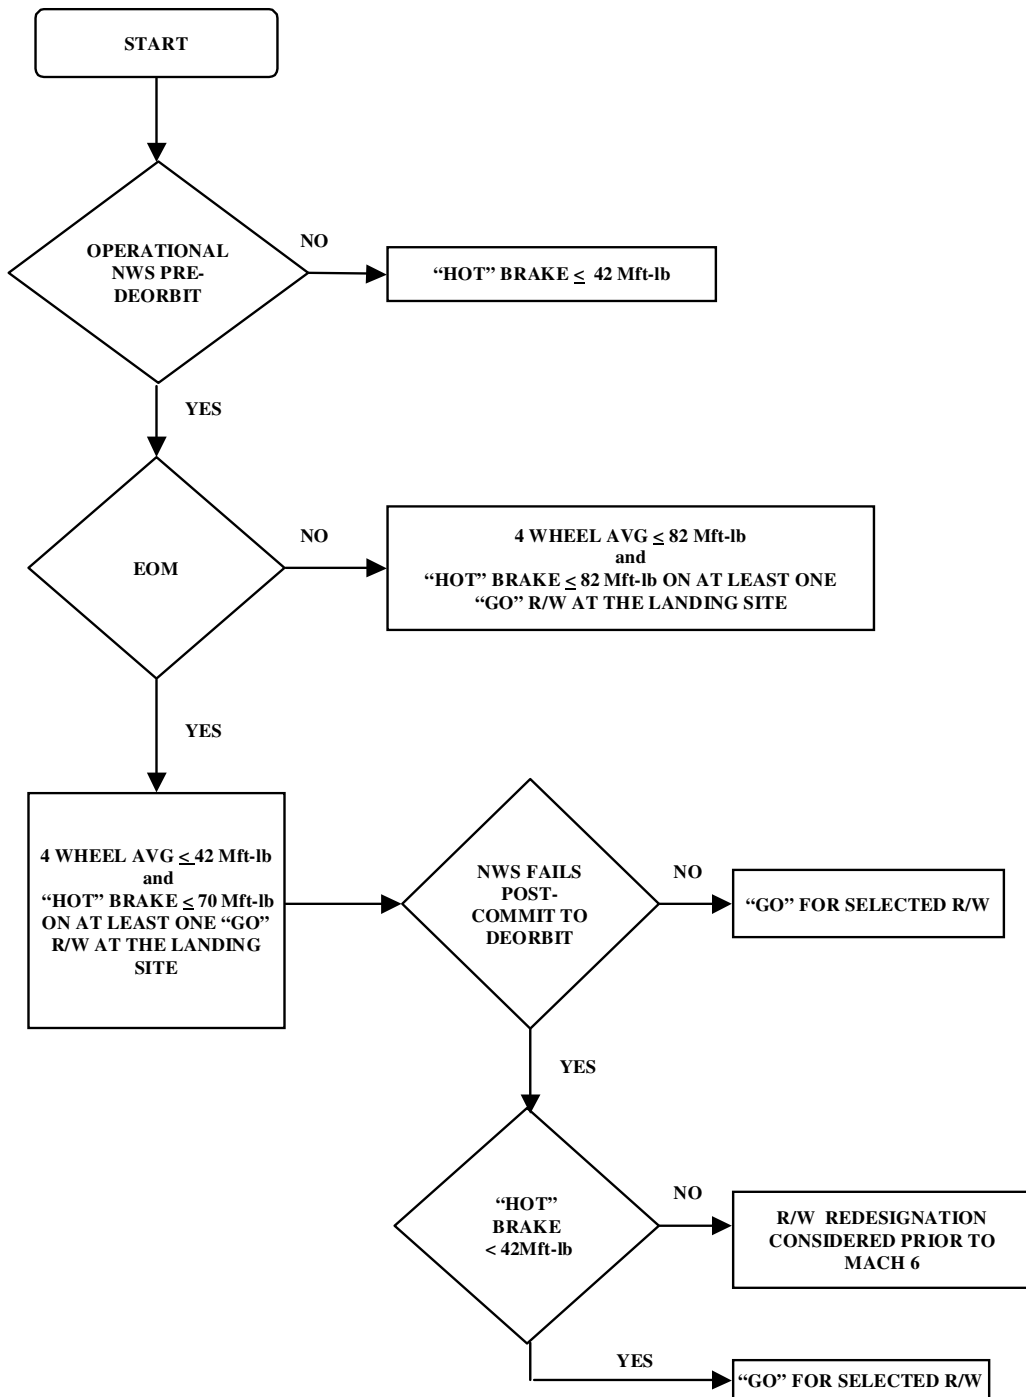 START
OPERATIONAL
NWS PRE-
DEORBIT
NO
“HOT” BRAKE ≤ 42 Mft-lb
YES
EOM
NO
4 WHEEL AVG ≤ 82 Mft-lb
and
“HOT” BRAKE ≤ 82 Mft-lb ON AT LEAST ONE
“GO” R/W AT THE LANDING SITE
YES
4 WHEEL AVG ≤ 42 Mft-lb
and
“HOT” BRAKE ≤ 70 Mft-lb
ON AT LEAST ONE “GO”
R/W AT THE LANDING
SITE
NWS FAILS
POST-
COMMIT TO
DEORBIT
NO
“GO” FOR SELECTED R/W
YES
“HOT”
BRAKE
< 42Mft-lb
NO
R/W REDESIGNATION
CONSIDERED PRIOR TO
MACH 6
YES
“GO” FOR SELECTED R/W